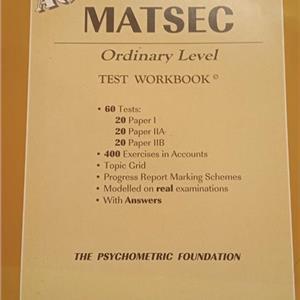 MATSEC
Ordinary Level
TEST WORKBOOK ©
• 60 Tests:
20 Paper I
20 Paper IIA
20 Paper IIB
• 400 Exercises in Accounts
• Topic Grid
• Progress Report Marking Schemes
• Modelled on real examinations
• With Answers
THE PSYCHOMETRIC FOUNDATION